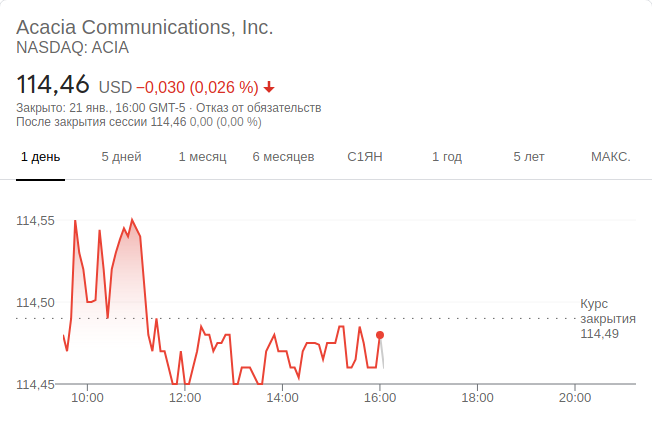 Acacia Communications, Inc.
NASDAQ: ACIA
114,46 USD −0,030 (0,026 %)
Закрыто: 21 янв., 16:00 GMT-5 · Отказ от обязательств
После закрытия сессии 114,46 0,00 (0,00 %)
1 день 5 дней 1 месяц 6 месяцев С1ЯН 1 год 5 лет МАКС.
114,55
114,50
Курс
закрытия
114,49
114,45
10:00 12:00 14:00 16:00 18:00 20:00